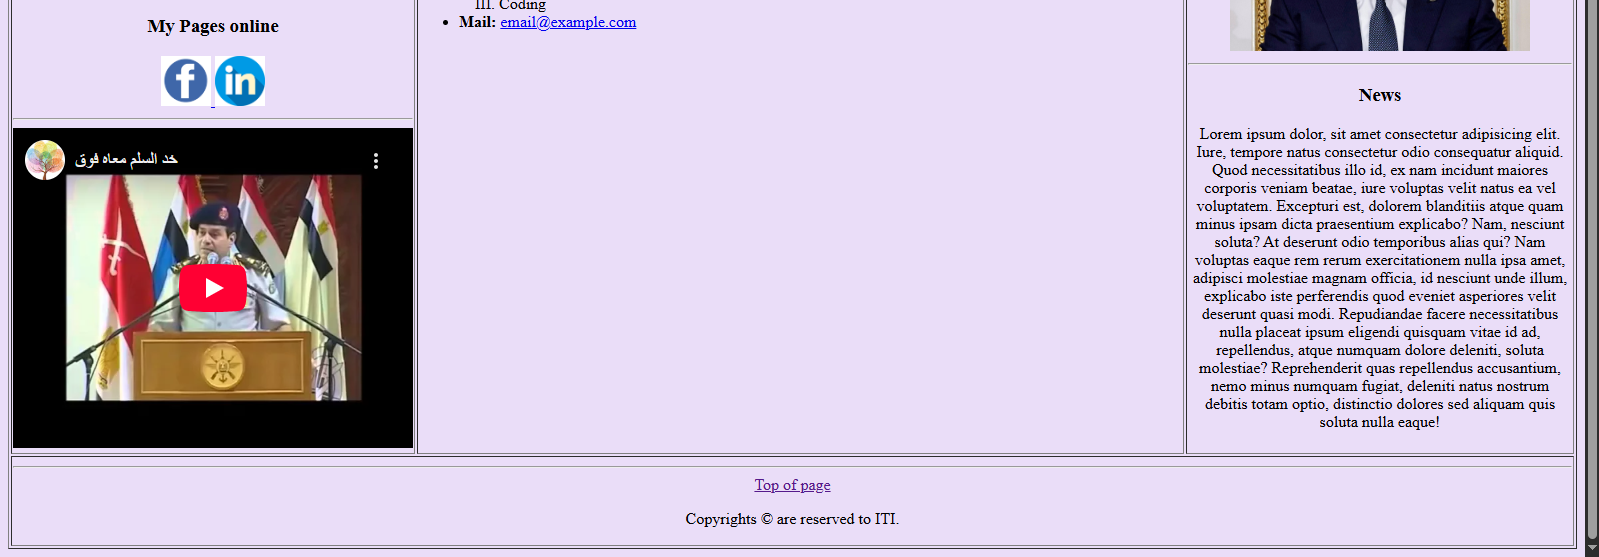 My Pages online
f in
خد السلم معاه فوق
III. Coding
• Mail: email@example.com
News
Lorem ipsum dolor, sit amet consectetur adipisicing elit.
Iure, tempore natus consectetur odio consequatur aliquid.
Quod necessitatibus illo id, ex nam incidunt maiores
corporis veniam beatae, iure voluptas velit natus ea vel
voluptatem. Excepturi est, dolorem blanditiis atque quam
minus ipsam dicta praesentium explicabo? Nam, nesciunt
soluta? At deserunt odio temporibus alias qui? Nam
voluptas eaque rem rerum exercitationem nulla ipsa amet,
adipisci molestiae magnam officia, id nesciunt unde illum,
explicabo iste perferendis quod eveniet asperiores velit
deserunt quasi modi. Repudiandae facere necessitatibus
nulla placeat ipsum eligendi quisquam vitae id ad,
repellendus, atque numquam dolore deleniti, soluta
molestiae? Reprehenderit quas repellendus accusantium,
nemo minus numquam fugiat, deleniti natus nostrum
debitis totam optio, distinctio dolores sed aliquam quis
soluta nulla eaque!
Top of page
Copyrights © are reserved to ITI.